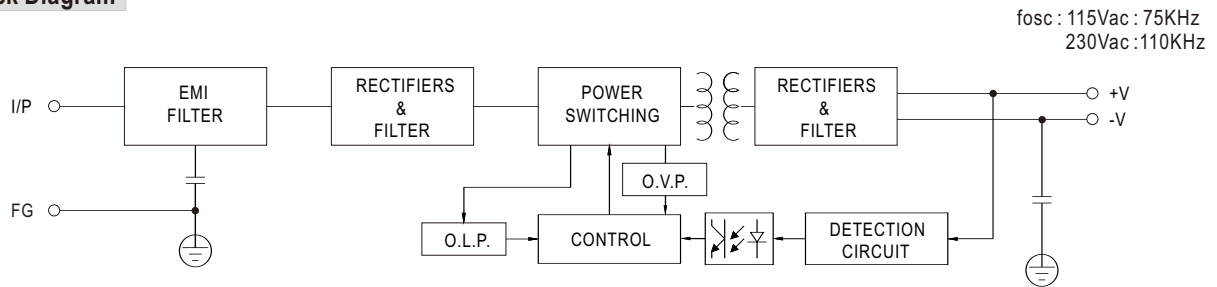 Diagram
fosc : 115Vac : 75KHz
230Vac :110KHz
I/P
EMI
FILTER
RECTIFIERS
&
FILTER
POWER
SWITCHING
RECTIFIERS
&
FILTER
+V
-V
O.V.P.
FG
O.L.P.
CONTROL
DETECTION
CIRCUIT